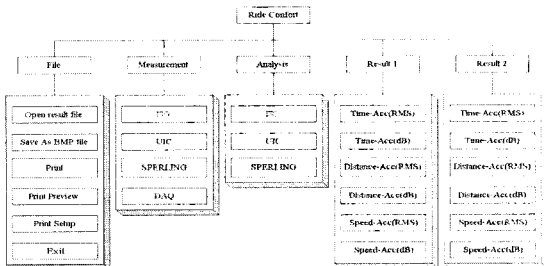 Ride Comfort
File
Measurement
Analysis
Result 1
Result 2
Open result file
Save As BMP file
Print
Print Preview
Print Setup
Exit
UIC
SPERLING
DAQ
UIC
SPERLING
Time-Acc(RMS)
Time-Acc(dB)
Distance-Acc(RMS)
Distance-Acc(dB)
Speed-Acc(RMS)
Speed-Acc(dB)
Time-Acc(RMS)
Time-Acc(dB)
Distance-Acc(RMS)
Distance-Acc(dB)
Speed-Acc(RMS)
Speed-Acc(dB)